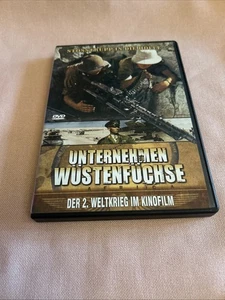 DVD
UNTERNEHMEN
WÜSTENFÜCHSE
DER 2. WELTKRIEG IM KINOFILM